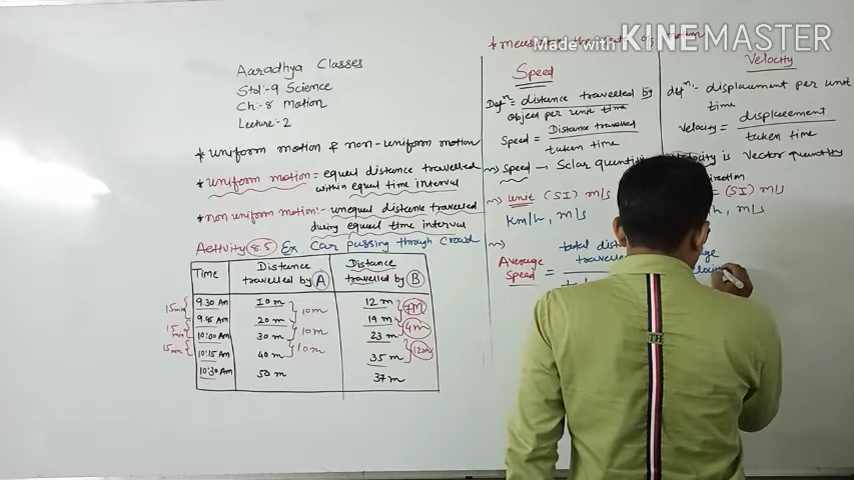 Made with KINEMASTER
Aaradhya Classes
Std:-9 Science
Ch:-8 Motion
Lecture:-2
* uniform motion & non-uniform motion
* uniform motion = equal distance travelled
within equal time interval
* non uniform motion:- unequal distance travelled
during equal time interval
Activity 8.5 Ex. Car passing through crowd
Time Distance travelled by A Distance travelled by B
9.30 AM 10 m 12 m
9.45 AM 20 m 19 m
10:00 AM 30 m 23 m
10:15 AM 40 m 35 m
10:30 AM 50 m 37 m
15min
15 min
15min
10m
10m
10m
7m
4m
12m
Speed
Defⁿ = distance travelled by
object per unit time
Speed = Distance travelled
taken time
Speed → Sclar quantity
unit (SI) m/s
km/h, m/s
Average Speed = total
travelled
Velocity
defⁿ:- displacement per unit
time
velocity = displacement
taken time
is Vector quantity
(SI) m/s
m/s